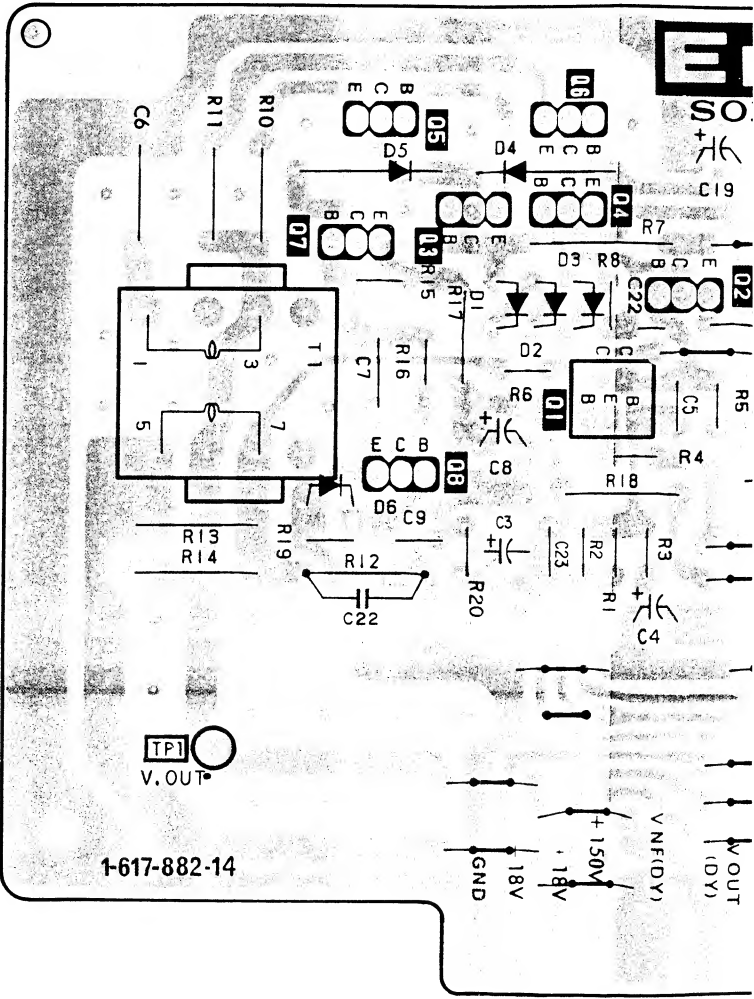 E
SO
E C B
Q5
Q6
E C B
C6
R11
R10
D5
D4
C19
Q7
B C E
B C E
Q3
B C E
Q4
R7
R15
R17
D1
D3
R8
C22
B C E
Q2
1
3
T1
C7
R16
D2
C C
R6
Q1
B E B
C5
R5
5
7
E C B
Q8
C8
R4
R18
D6
C9
C3
R13
R14
R19
R12
C22
R20
C23
R2
R1
R3
C4
TP1
V.OUT
1-617-882-14
GND
18V
18V
+150V
V NF(DY)
V OUT
(DY)